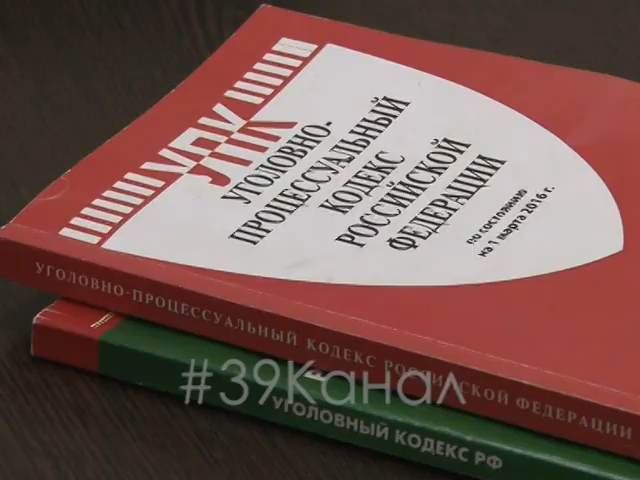 УПК
УГОЛОВНО-
ПРОЦЕССУАЛЬНЫЙ
КОДЕКС
РОССИЙСКОЙ
ФЕДЕРАЦИИ
по состоянию
на 1 марта 2016 г.
УГОЛОВНО-ПРОЦЕССУАЛЬНЫЙ КОДЕКС РОССИЙСКОЙ ФЕДЕРАЦИИ
#39Канал
УГОЛОВНЫЙ КОДЕКС РФ